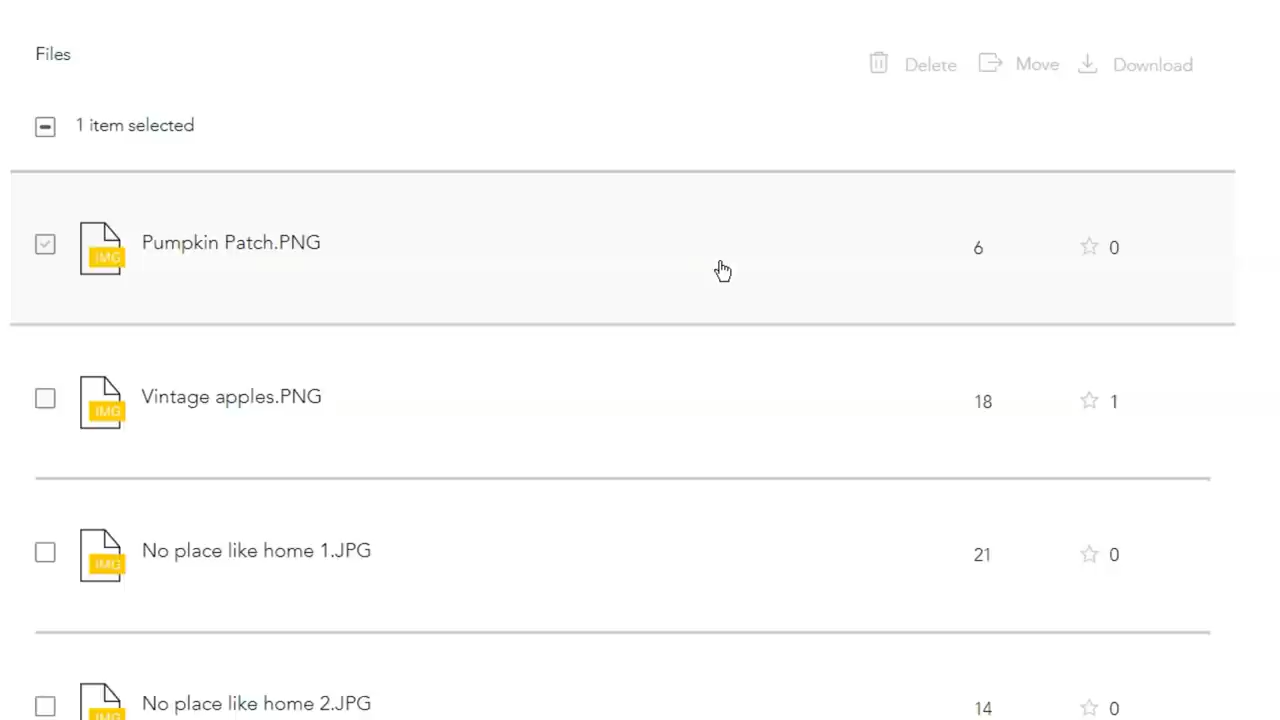 Files
Delete Move Download
1 item selected
IMG Pumpkin Patch.PNG 6 0
IMG Vintage apples.PNG 18 1
IMG No place like home 1.JPG 21 0
IMG No place like home 2.JPG 14 0